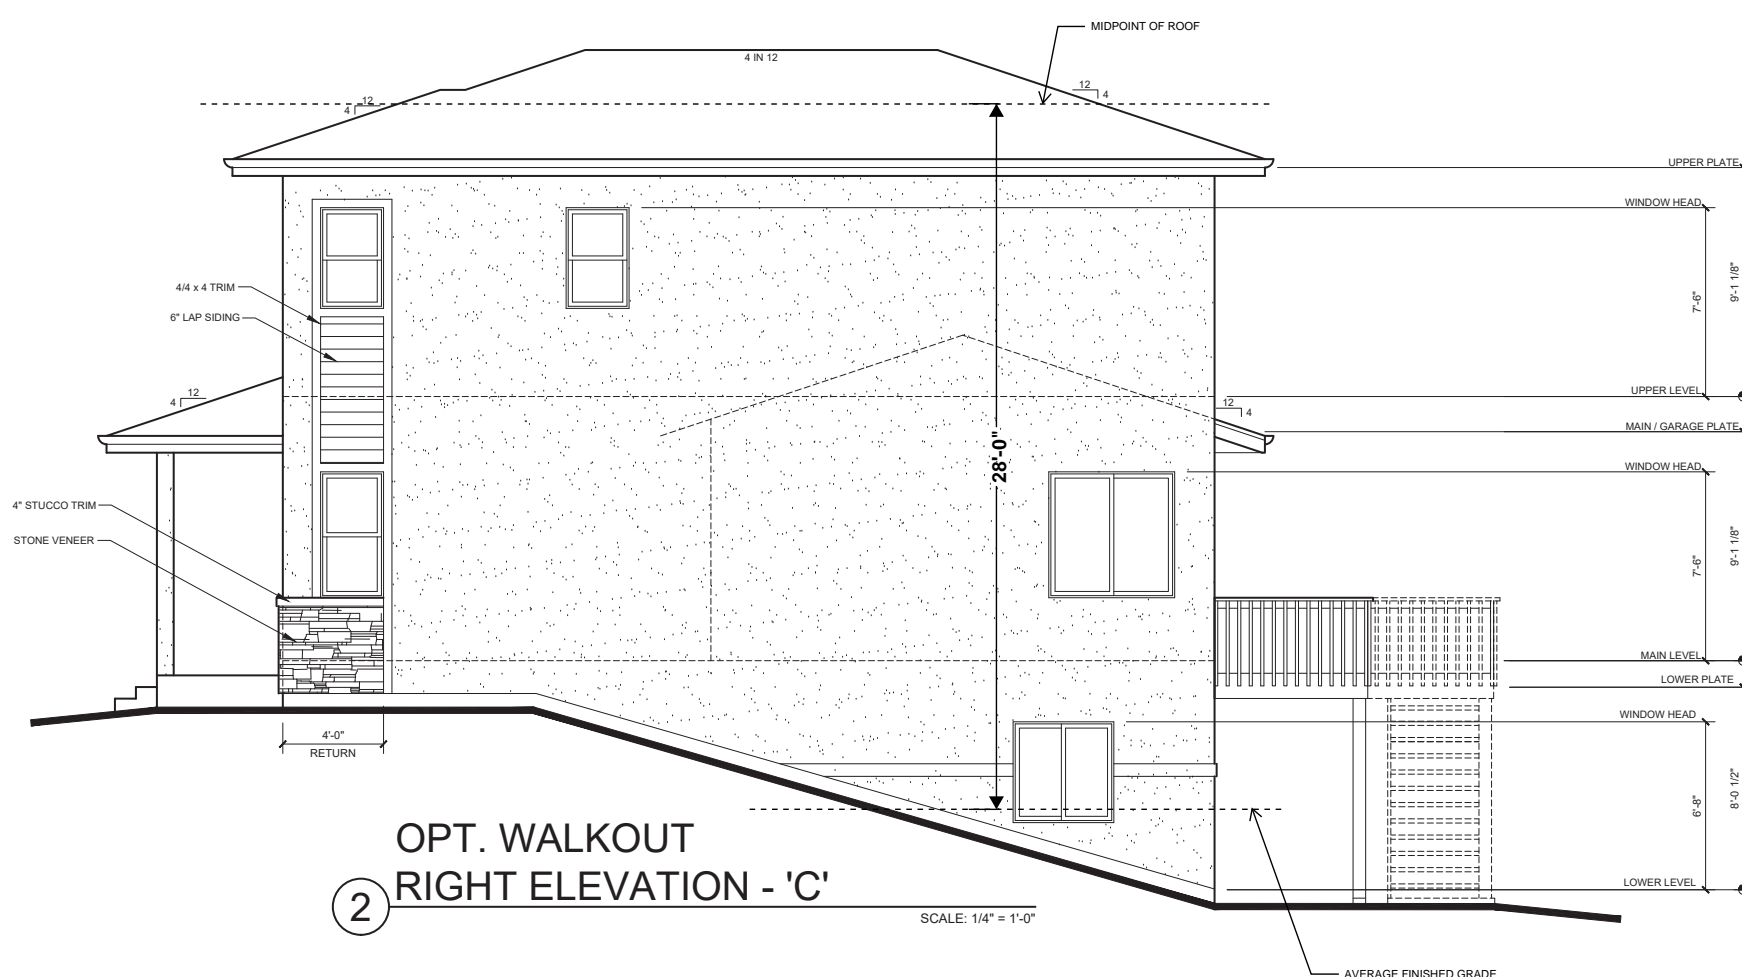 MIDPOINT OF ROOF
4 IN 12
12
4
12
4
UPPER PLATE
WINDOW HEAD
4/4 x 4 TRIM
6" LAP SIDING
7'-6"
9'-1 1/8"
12
4
UPPER LEVEL
12
4
MAIN / GARAGE PLATE
28'-0"
WINDOW HEAD
4" STUCCO TRIM
STONE VENEER
7'-6"
9'-1 1/8"
MAIN LEVEL
LOWER PLATE
WINDOW HEAD
4'-0"
RETURN
6'-8"
8'-0 1/2"
OPT. WALKOUT
RIGHT ELEVATION - 'C'
2
SCALE: 1/4" = 1'-0"
LOWER LEVEL
AVERAGE FINISHED GRADE